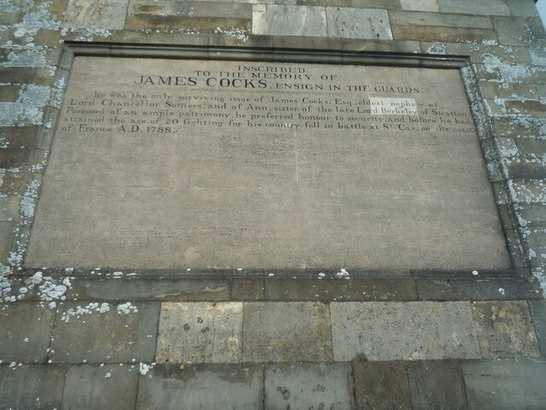 INSCRIBED
TO THE MEMORY OF
JAMES COCKS, ENSIGN IN THE GUARDS
he was the only surviving issue of James Cocks, Esq. eldest nephew of
Lord Chancellor Somers and of Ann, sister of the late Lord Berkeley of Stratton
Possessed of an ample patrimony, he preferred honour to security, and before he had
attained the age of 20 fighting for his country fell in battle at St Cas on the coast
of France A.D. 1758.